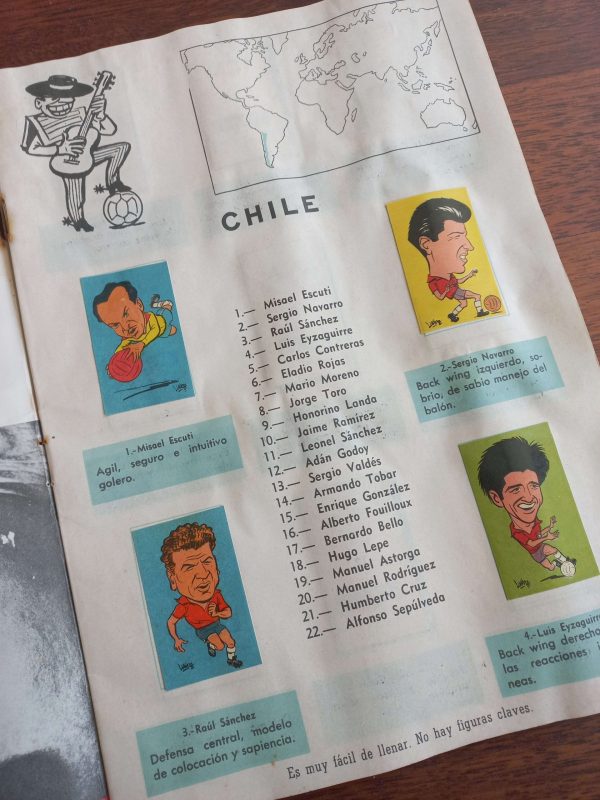 CHILE
1.— Misael Escuti
2.— Sergio Navarro
3.— Raúl Sánchez
4.— Luis Eyzaguirre
5.— Carlos Contreras
6.— Eladio Rojas
7.— Mario Moreno
8.— Jorge Toro
9.— Honorino Landa
10.— Jaime Ramírez
11.— Leonel Sánchez
12.— Adán Godoy
13.— Sergio Valdés
14.— Armando Tobar
15.— Enrique González
16.— Alberto Fouilloux
17.— Bernardo Bello
18.— Hugo Lepe
19.— Manuel Astorga
20.— Manuel Rodríguez
21.— Humberto Cruz
22.— Alfonso Sepúlveda
1.-Misael Escuti
Agil, seguro e intuitivo
golero.
2.-Sergio Navarro
Back wing izquierdo, so-
brio, de sabio manejo del
balón.
3.-Raúl Sánchez
Defensa central, modelo
de colocación y sapiencia.
4.-Luis Eyzaguirre
Back wing derecho
las reacciones
neas.
Es muy fácil de llenar. No hay figuras claves.